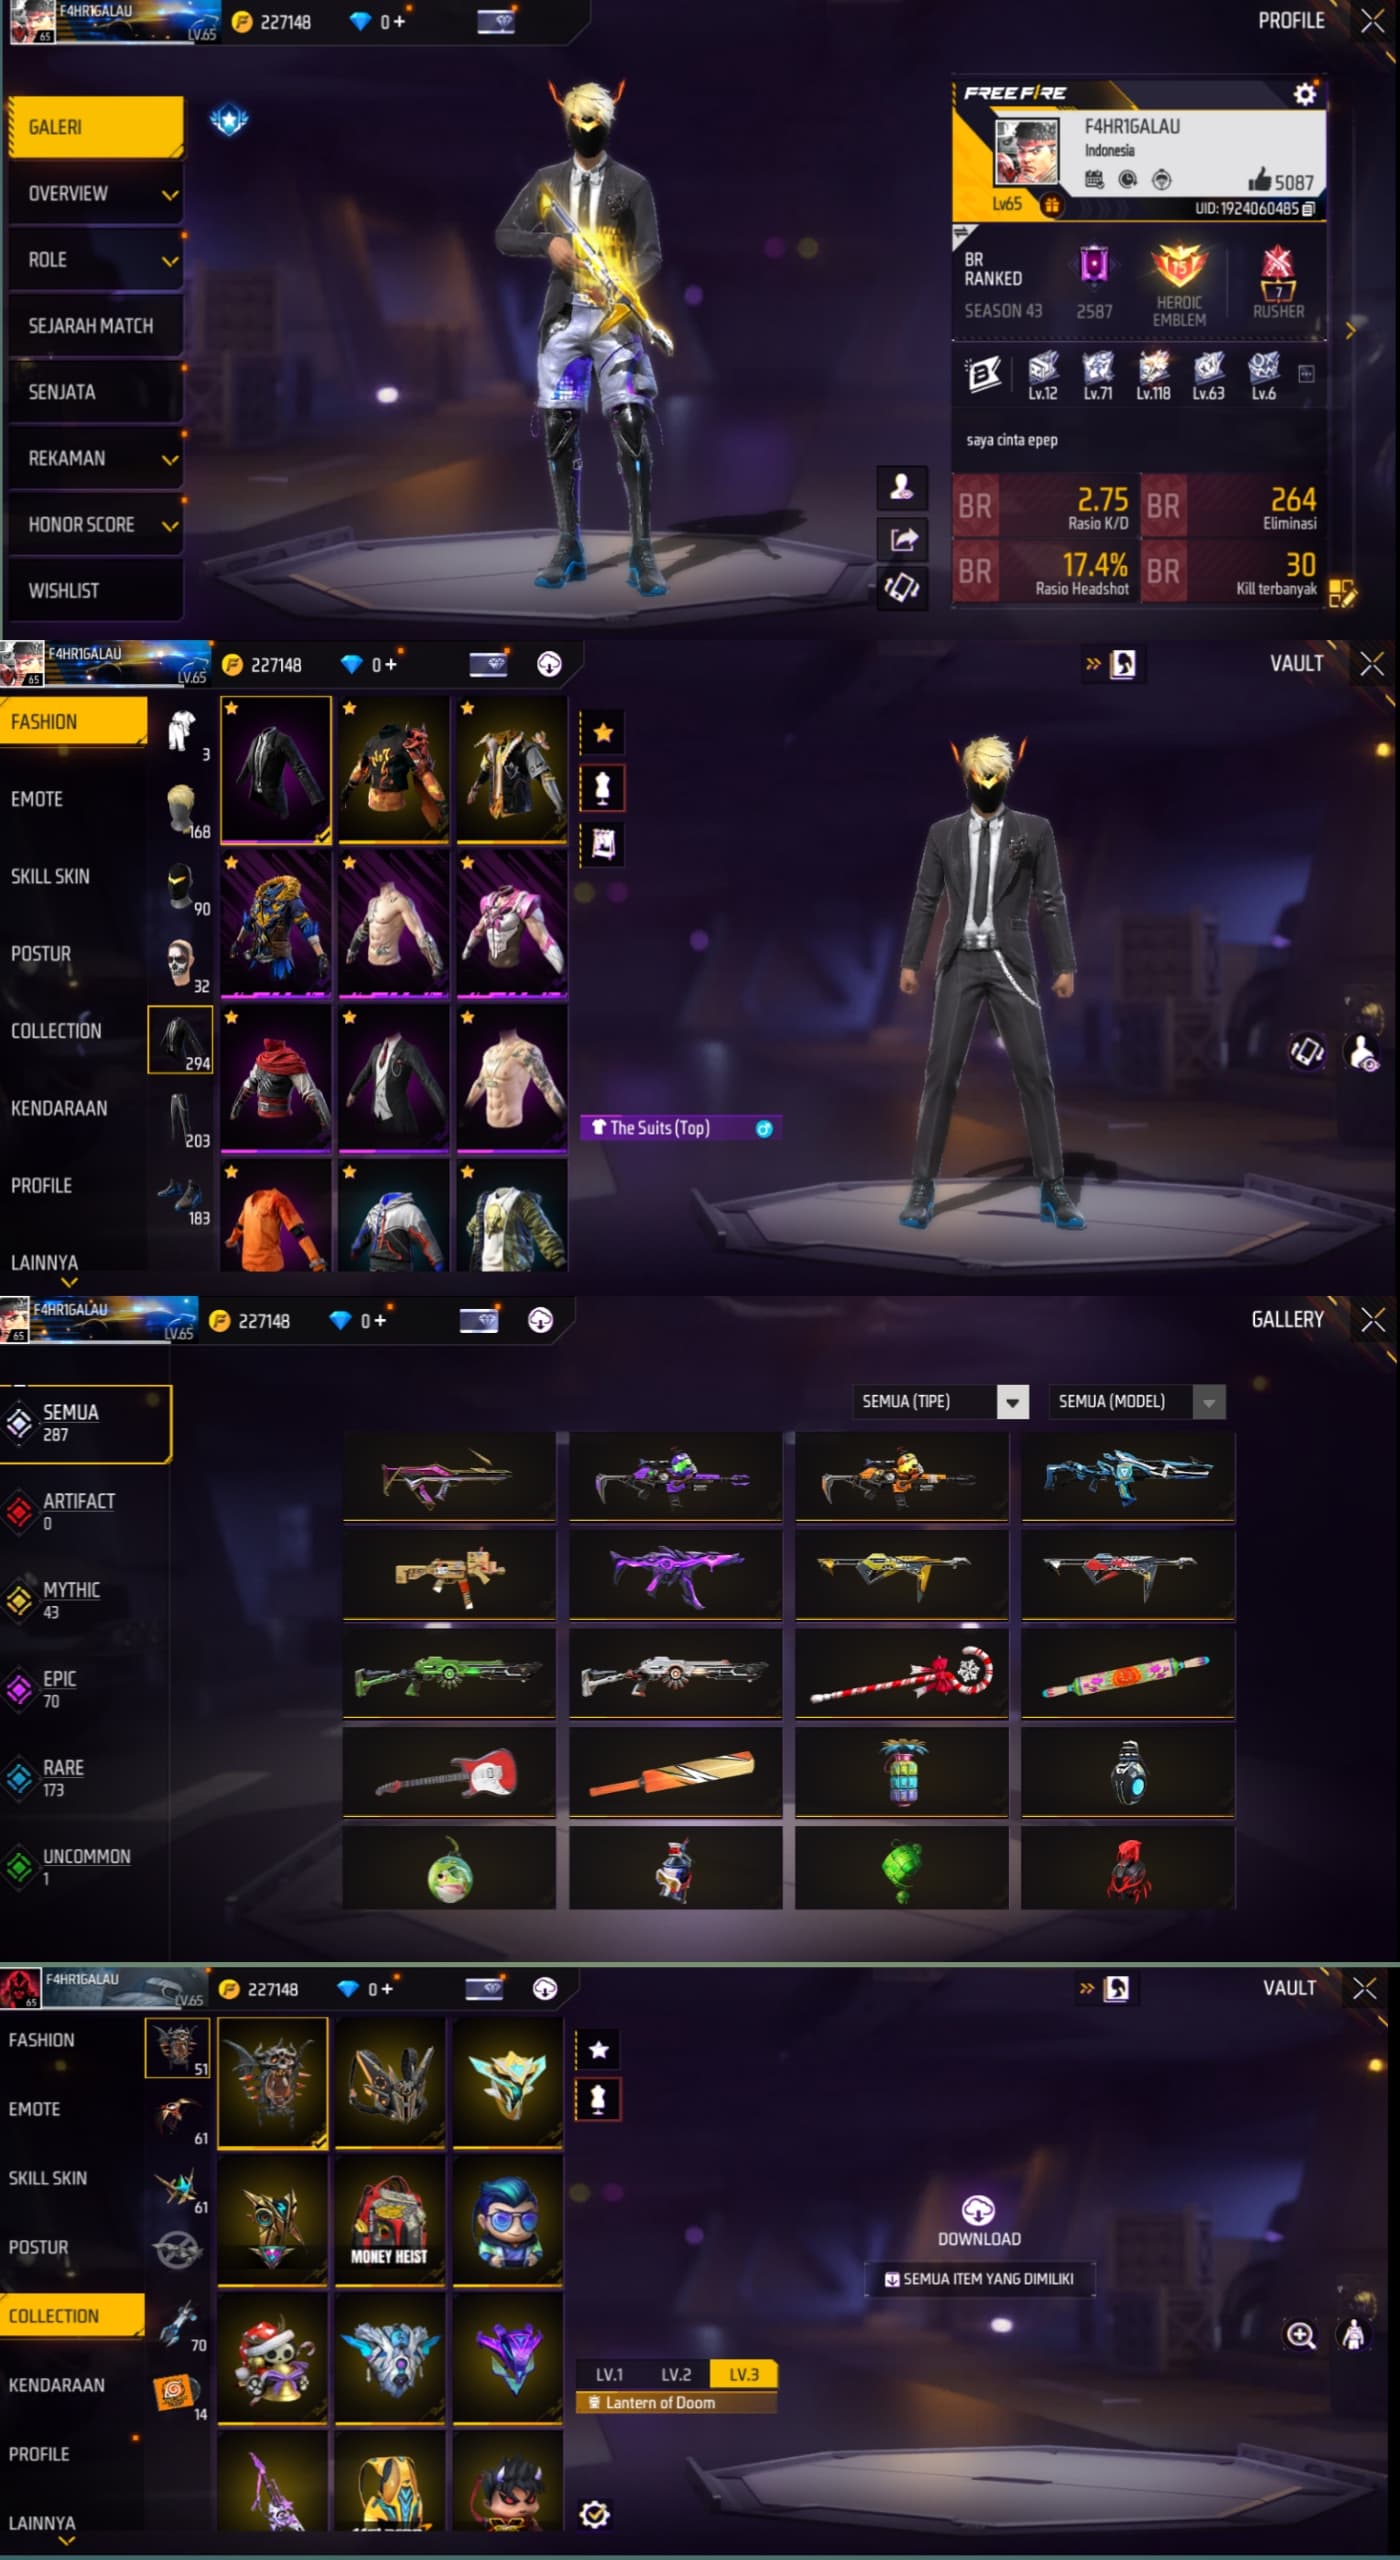 F4HR1GALAU
65
LV.65
227148
0+
PROFILE
GALERI
OVERVIEW
ROLE
SEJARAH MATCH
SENJATA
REKAMAN
HONOR SCORE
WISHLIST
FREE FIRE
F4HR1GALAU
Indonesia
5087
Lv65
UID:1924060485
BR
RANKED
SEASON 43
2587
15
HEROIC
EMBLEM
7
RUSHER
Lv.12
Lv.71
Lv.118
Lv.63
Lv.6
saya cinta epep
BR
2.75
Rasio K/D
BR
264
Eliminasi
BR
17.4%
Rasio Headshot
BR
30
Kill terbanyak
F4HR1GALAU
65
LV.65
227148
0+
VAULT
FASHION
EMOTE
SKILL SKIN
POSTUR
COLLECTION
KENDARAAN
PROFILE
LAINNYA
3
168
90
32
294
203
183
The Suits (Top)
F4HR1GALAU
65
LV.65
227148
0+
GALLERY
SEMUA
287
ARTIFACT
0
MYTHIC
43
EPIC
70
RARE
173
UNCOMMON
1
SEMUA (TIPE)
SEMUA (MODEL)
F4HR1GALAU
65
LV.65
227148
0+
VAULT
FASHION
EMOTE
SKILL SKIN
POSTUR
COLLECTION
KENDARAAN
PROFILE
LAINNYA
51
61
61
70
14
MONEY HEIST
DOWNLOAD
SEMUA ITEM YANG DIMILIKI
LV.1
LV.2
LV.3
Lantern of Doom